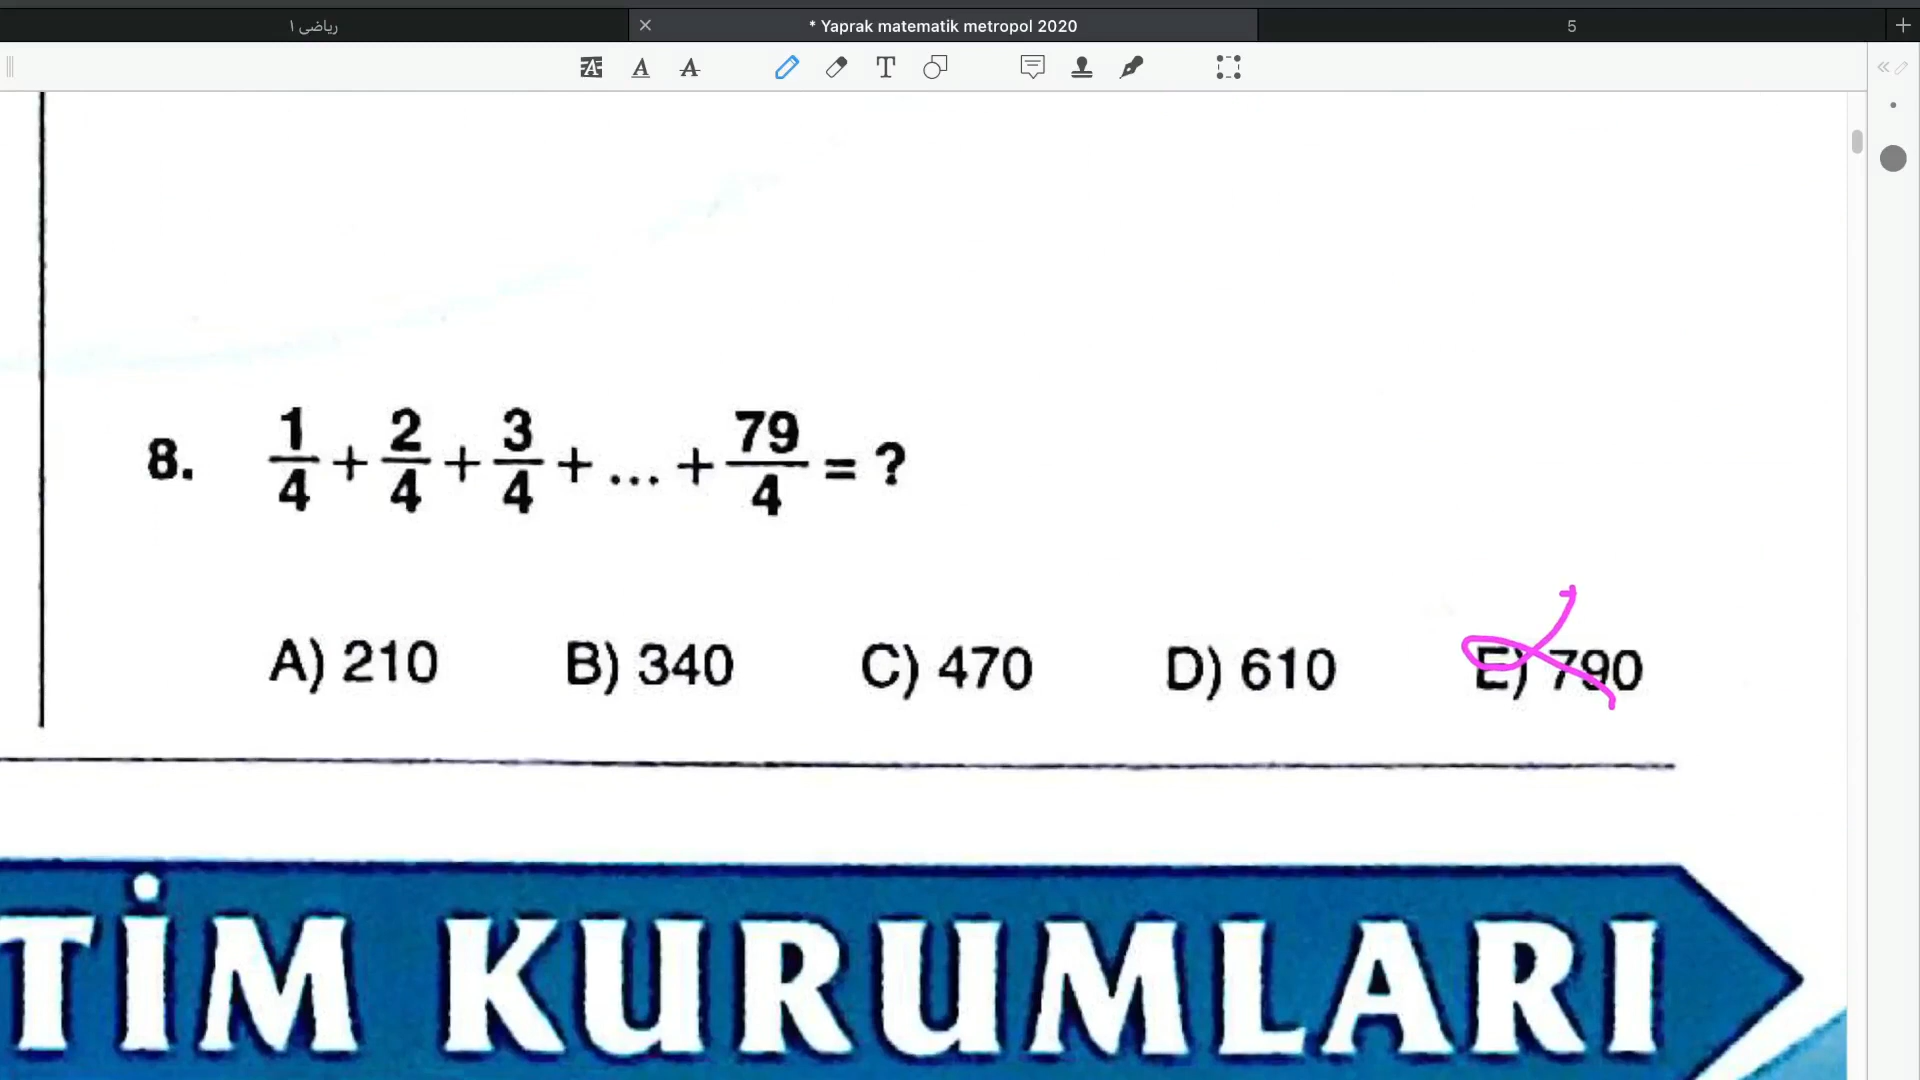 ریاضی ۱
* Yaprak matematik metropol 2020
5
8. 1/4 + 2/4 + 3/4 + ... + 79/4 = ?
A) 210 B) 340 C) 470 D) 610 E) 790
TİM KURUMLARI